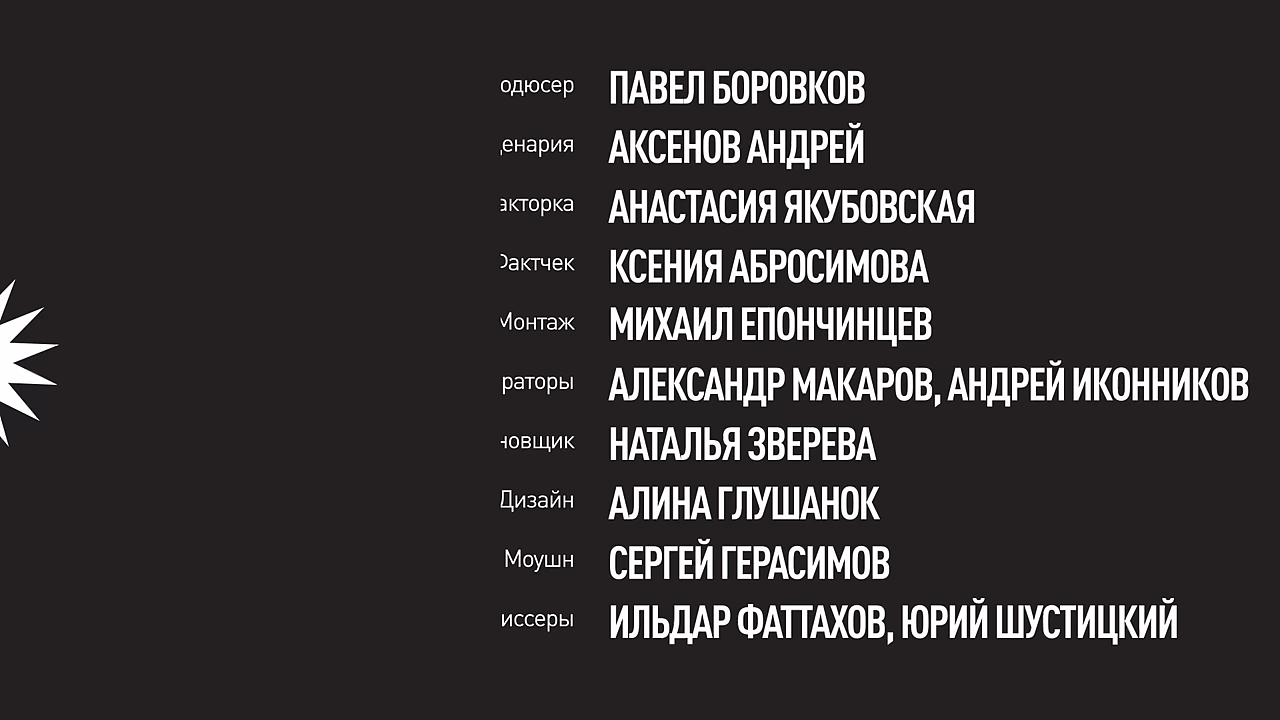 одюсер ПАВЕЛ БОРОВКОВ
ценария АКСЕНОВ АНДРЕЙ
акторка АНАСТАСИЯ ЯКУБОВСКАЯ
Фактчек КСЕНИЯ АБРОСИМОВА
Монтаж МИХАИЛ ЕПОНЧИНЦЕВ
раторы АЛЕКСАНДР МАКАРОВ, АНДРЕЙ ИКОННИКОВ
новщик НАТАЛЬЯ ЗВЕРЕВА
Дизайн АЛИНА ГЛУШАНОК
Моушн СЕРГЕЙ ГЕРАСИМОВ
иссеры ИЛЬДАР ФАТТАХОВ, ЮРИЙ ШУСТИЦКИЙ